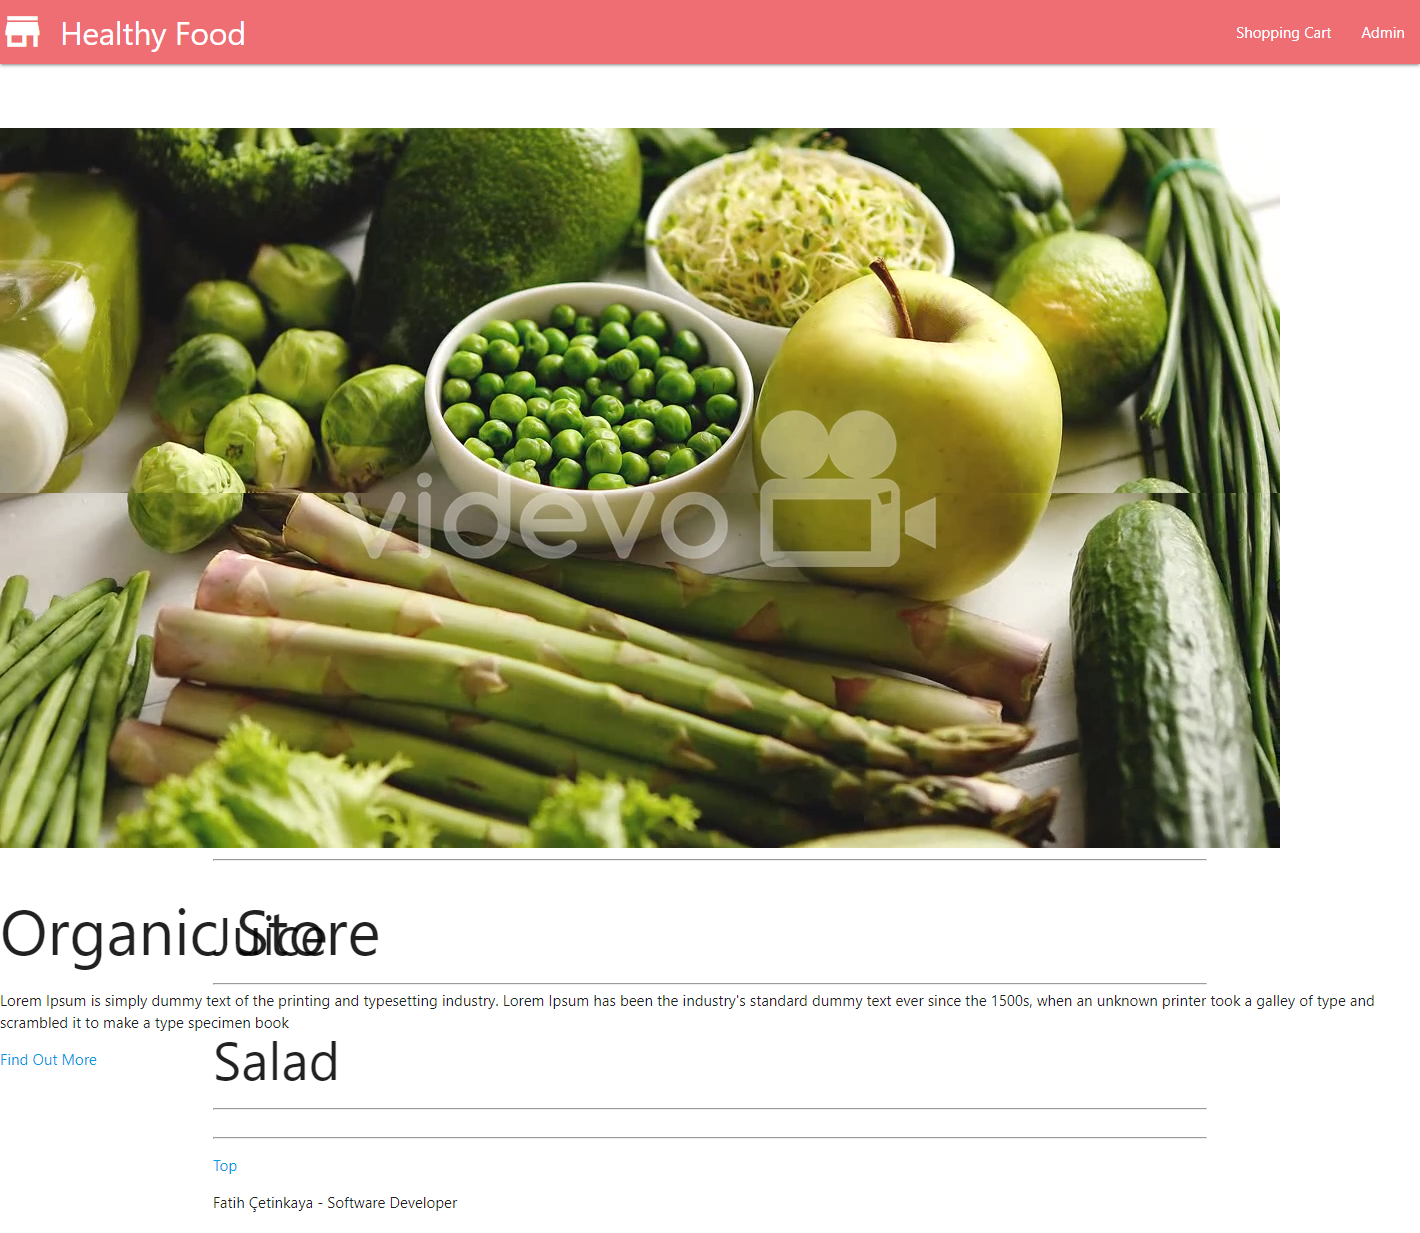 Healthy Food
Shopping Cart
Admin
videvo
Organic Store
Juice
Lorem Ipsum is simply dummy text of the printing and typesetting industry. Lorem Ipsum has been the industry's standard dummy text ever since the 1500s, when an unknown printer took a galley of type and
scrambled it to make a type specimen book
Find Out More
Salad
Top
Fatih Çetinkaya - Software Developer